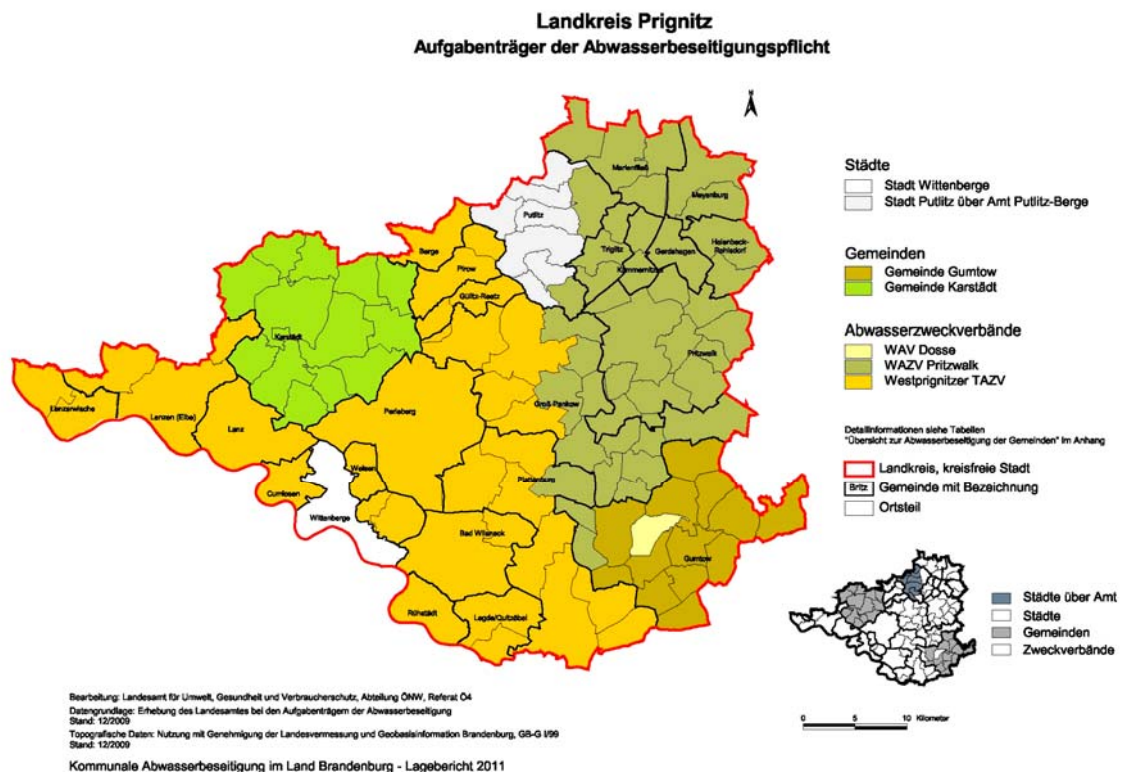 Landkreis Prignitz
Aufgabenträger der Abwasserbeseitigungspflicht
Städte
Stadt Wittenberge
Stadt Putlitz über Amt Putlitz-Berge
Gemeinden
Gemeinde Gumtow
Gemeinde Karstädt
Abwasserzweckverbände
WAV Dosse
WAZV Pritzwalk
Westprignitzer TAZV
Detailinformationen siehe Tabellen
"Übersicht zur Abwasserbeseitigung der Gemeinden" im Anhang
Landkreis, kreisfreie Stadt
Britz
Gemeinde mit Bezeichnung
Ortsteil
Marienfließ
Meyenburg
Putlitz
Triglitz
Gerdshagen
Halenbeck-
Rohlsdorf
Kümmernitztal
Berge
Pirow
Gülitz-Reetz
Karstädt
Pritzwalk
Lenzerwische
Lenzen (Elbe)
Lanz
Perleberg
Groß Pankow
Cumlosen
Weisen
Plattenburg
Wittenberge
Bad Wilsnack
Gumtow
Rühstädt
Legde/Quitzöbel
Städte über Amt
Städte
Gemeinden
Zweckverbände
0 5 10 Kilometer
Bearbeitung: Landesamt für Umwelt, Gesundheit und Verbraucherschutz, Abteilung ÖNW, Referat Ö4
Datengrundlage: Erhebung des Landesamtes bei den Aufgabenträgern der Abwasserbeseitigung
Stand: 12/2009
Topografische Daten: Nutzung mit Genehmigung der Landesvermessung und Geobasisinformation Brandenburg, GB-G I/99
Stand: 12/2009
Kommunale Abwasserbeseitigung im Land Brandenburg - Lagebericht 2011